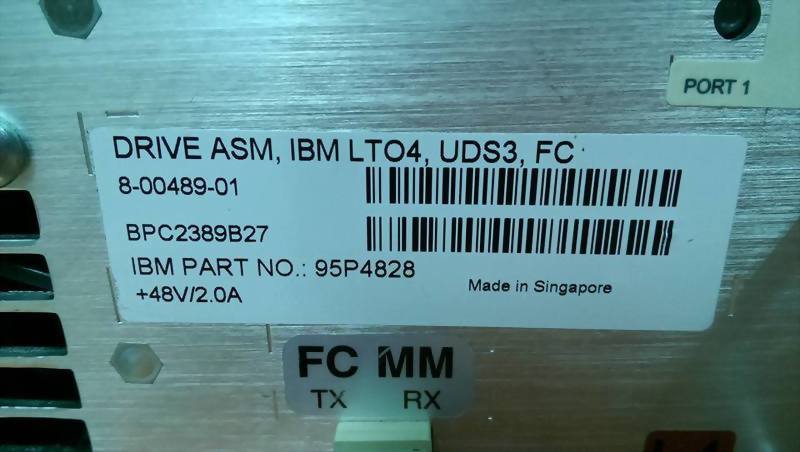 PORT 1
DRIVE ASM, IBM LTO4, UDS3, FC
8-00489-01
BPC2389B27
IBM PART NO.: 95P4828
+48V/2.0A
Made in Singapore
FC MM
TX RX